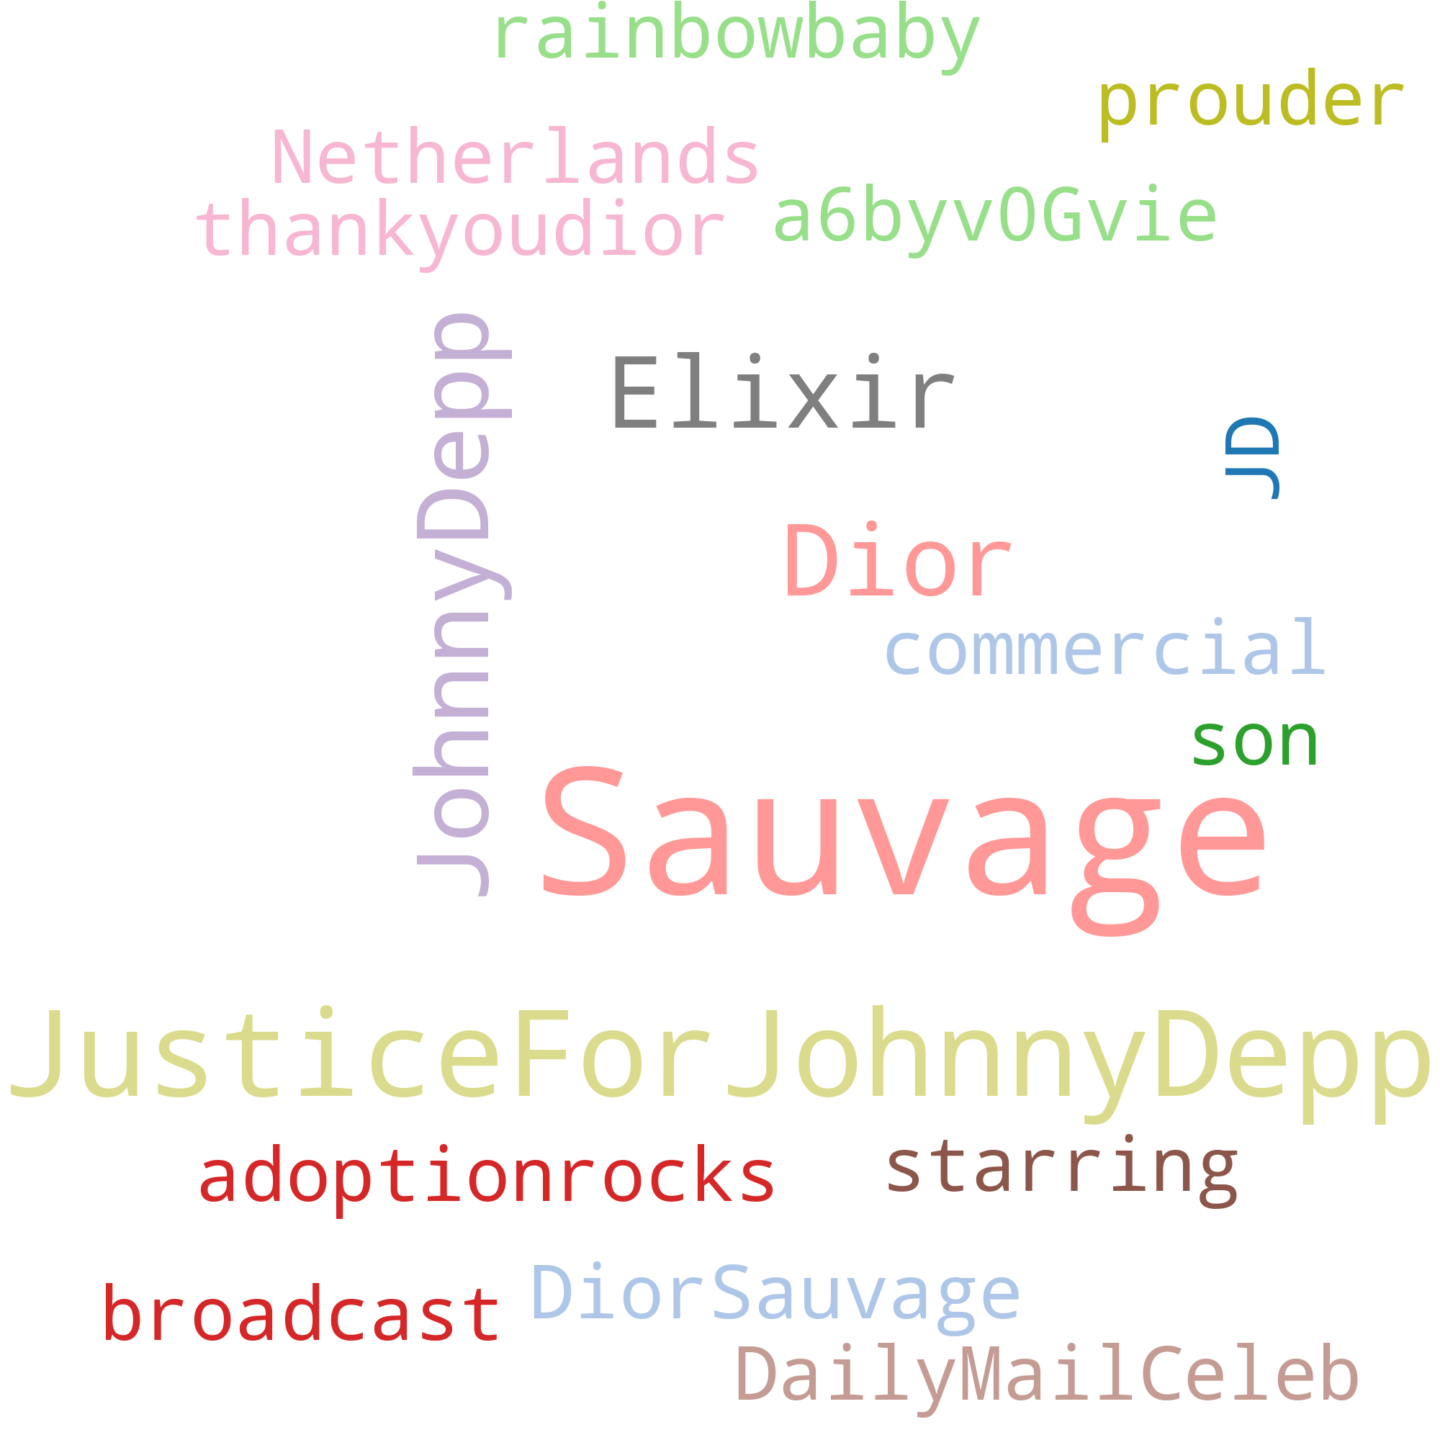 rainbowbaby
prouder
Netherlands
thankyoudior
a6byv0Gvie
JohnnyDepp
Elixir
JD
Dior
commercial
son
Sauvage
JusticeForJohnnyDepp
adoptionrocks
starring
broadcast
DiorSauvage
DailyMailCeleb